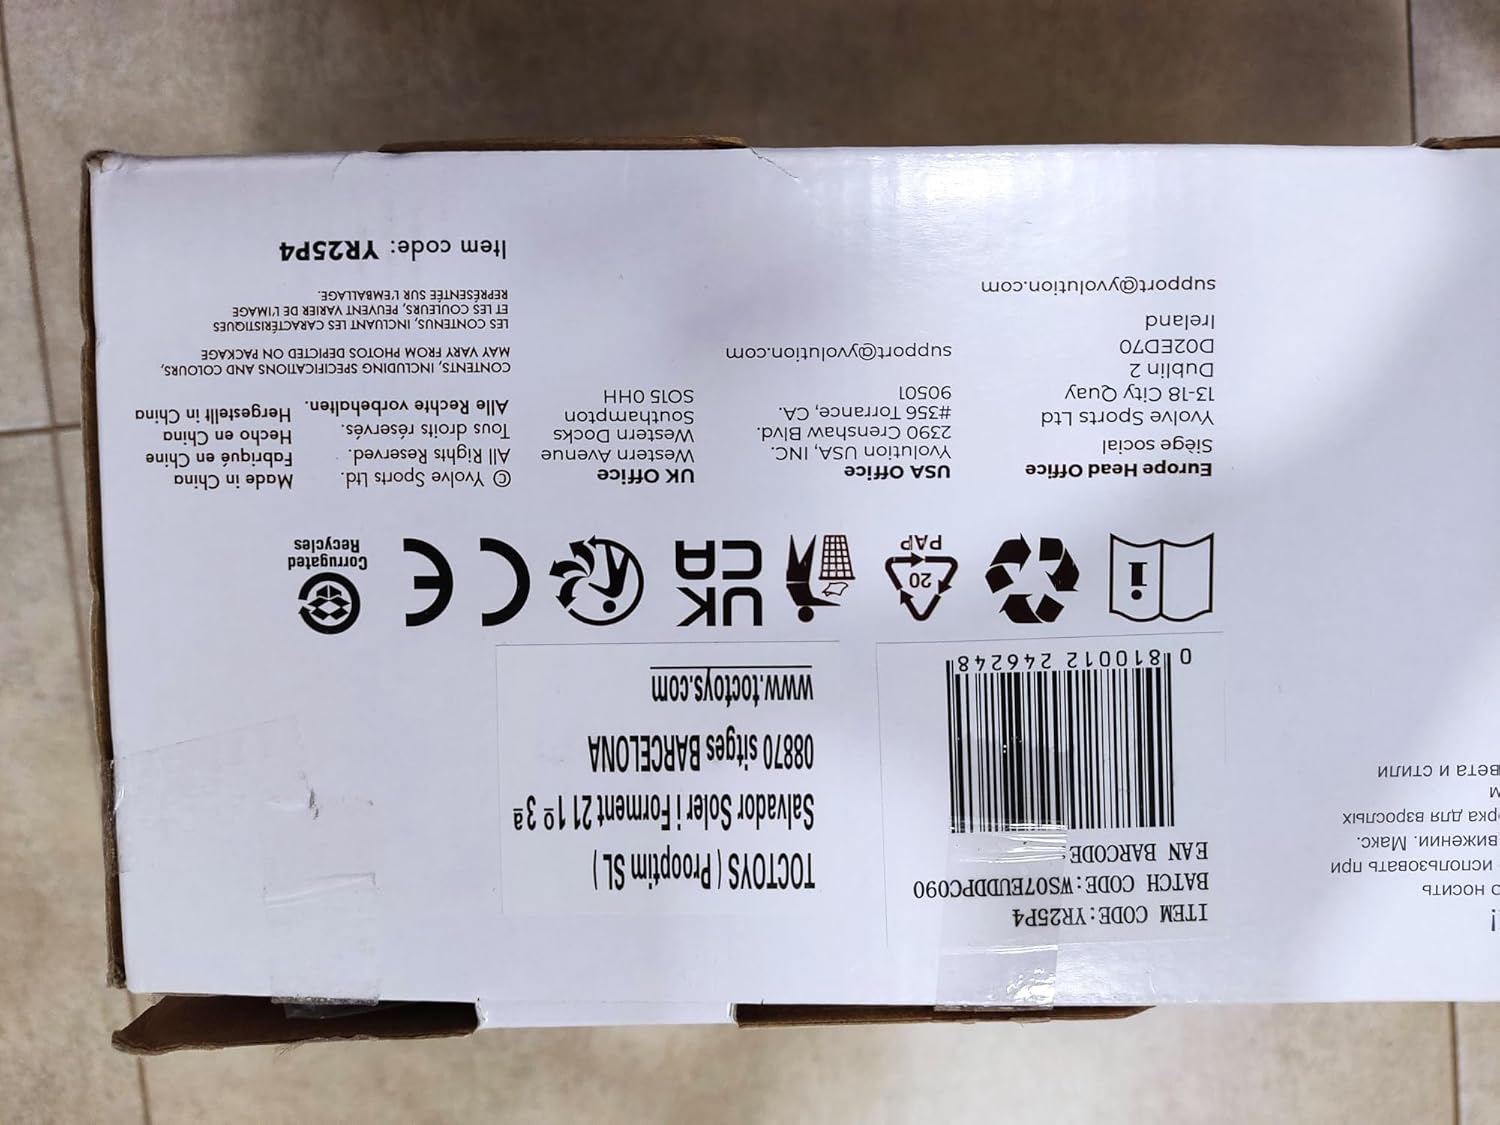 !
о носить
использовать при
вижении. Макс.
рка для взрослых
м
вета и стили
ITEM CODE:YR25P4
BATCH CODE:WS07EUDDPC090
EAN BARCODE:
0 810012 246248
TOCTOYS ( Prooptim SL )
Salvador Soler i Forment 21 1º 3ª
08870 sitges BARCELONA
www.toctoys.com
i
20
PAP
UK
CA
CE
Corrugated
Recycles
Europe Head Office
Siège social
Yvolve Sports Ltd
13-18 City Quay
Dublin 2
D02ED70
Ireland
support@yvolution.com
USA Office
Yvolution USA, INC.
2390 Crenshaw Blvd.
#356 Torrance, CA.
90501
support@yvolution.com
UK Office
Western Avenue
Western Docks
Southampton
SO15 0HH
© Yvolve Sports Ltd.
All Rights Reserved.
Tous droits réservés.
Alle Rechte vorbehalten.
Made in China
Fabriqué en Chine
Hecho en China
Hergestellt in China
CONTENTS, INCLUDING SPECIFICATIONS AND COLOURS,
MAY VARY FROM PHOTOS DEPICTED ON PACKAGE
LES CONTENUS, INCLUANT LES CARACTÉRISTIQUES
ET LES COULEURS, PEUVENT VARIER DE L'IMAGE
REPRÉSENTÉE SUR L'EMBALLAGE.
Item code: YR25P4